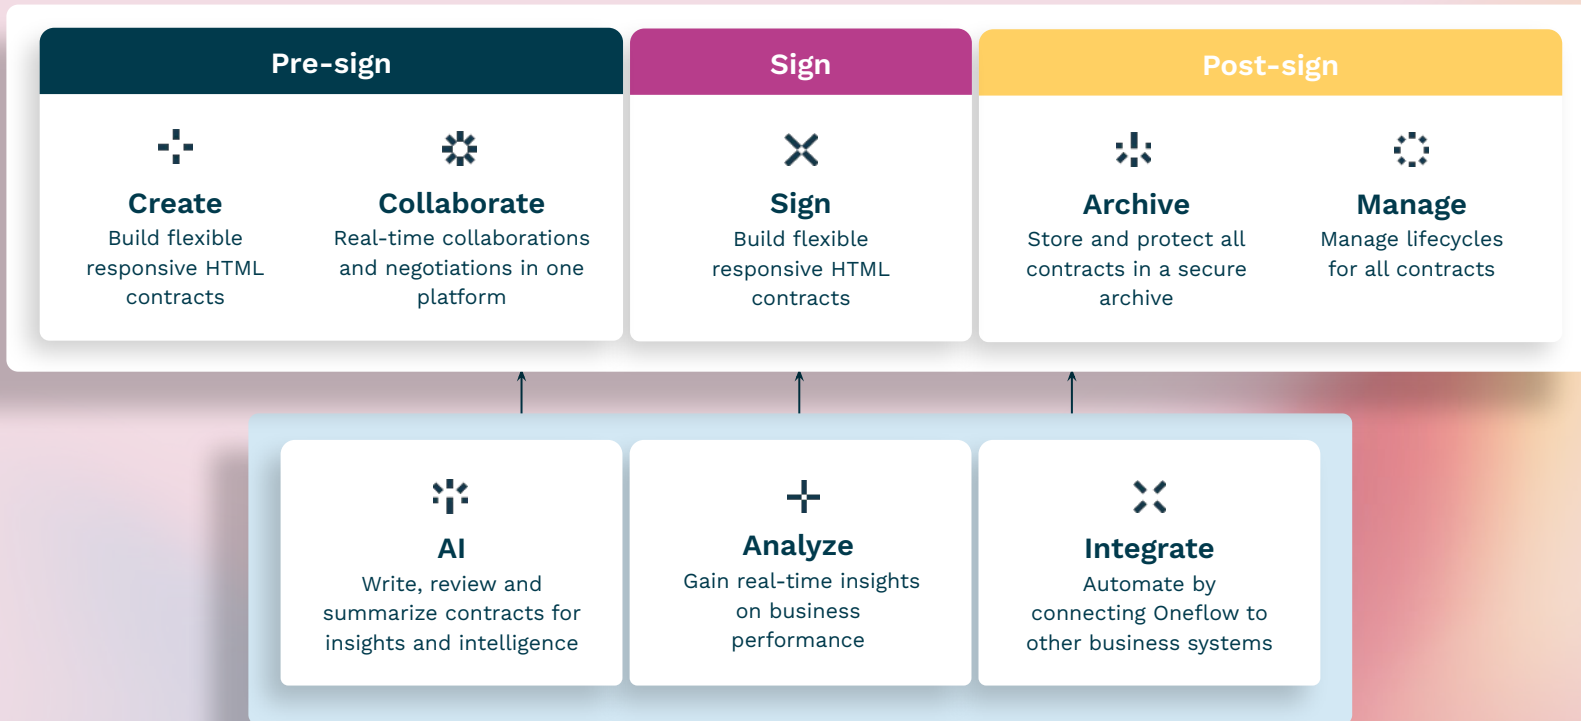 Pre-sign
Create
Build flexible
responsive HTML
contracts
Collaborate
Real-time collaborations
and negotiations in one
platform
Sign
Sign
Build flexible
responsive HTML
contracts
Post-sign
Archive
Store and protect all
contracts in a secure
archive
Manage
Manage lifecycles
for all contracts
AI
Write, review and
summarize contracts for
insights and intelligence
Analyze
Gain real-time insights
on business
performance
Integrate
Automate by
connecting Oneflow to
other business systems